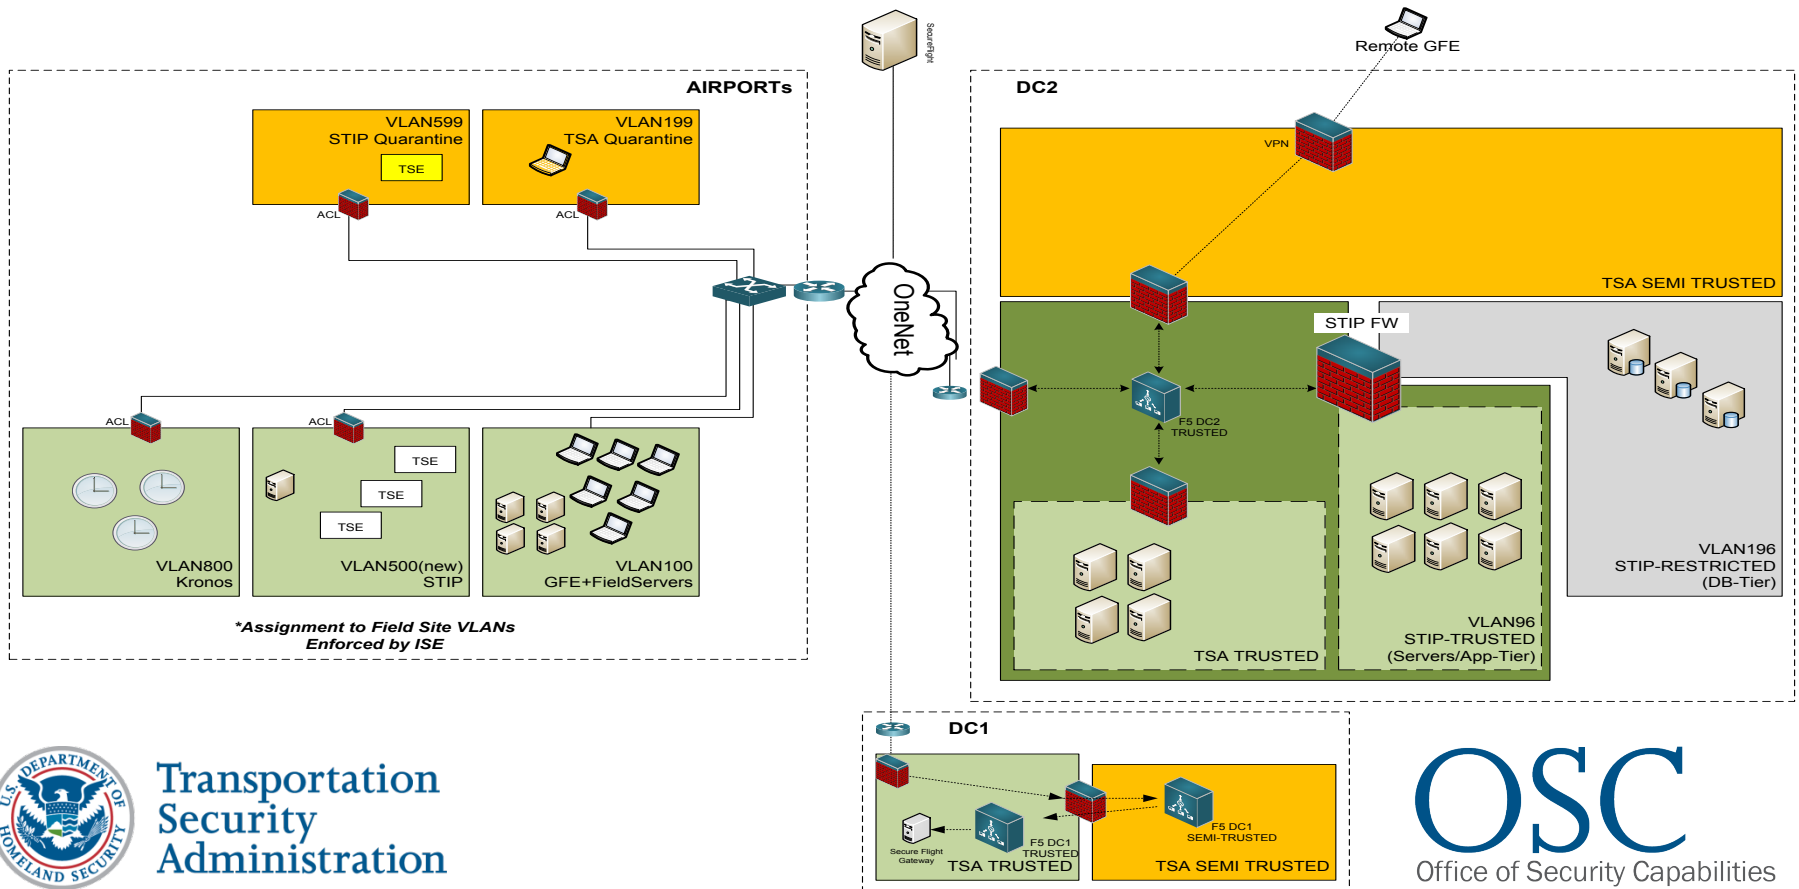 SecureFlight
Remote GFE
AIRPORTs
VLAN599
STIP Quarantine
TSE
ACL
VLAN199
TSA Quarantine
ACL
OneNet
ACL
VLAN800
Kronos
ACL
TSE
TSE
TSE
VLAN500(new)
STIP
VLAN100
GFE+FieldServers
*Assignment to Field Site VLANs
Enforced by ISE
DC2
VPN
TSA SEMI TRUSTED
STIP FW
F5 DC2
TRUSTED
TSA TRUSTED
VLAN96
STIP-TRUSTED
(Servers/App-Tier)
VLAN196
STIP-RESTRICTED
(DB-Tier)
DC1
Secure Flight
Gateway
F5 DC1
TRUSTED
TSA TRUSTED
F5 DC1
SEMI-TRUSTED
TSA SEMI TRUSTED
U.S. DEPARTMENT OF
HOMELAND SECURITY
Transportation
Security
Administration
OSC
Office of Security Capabilities